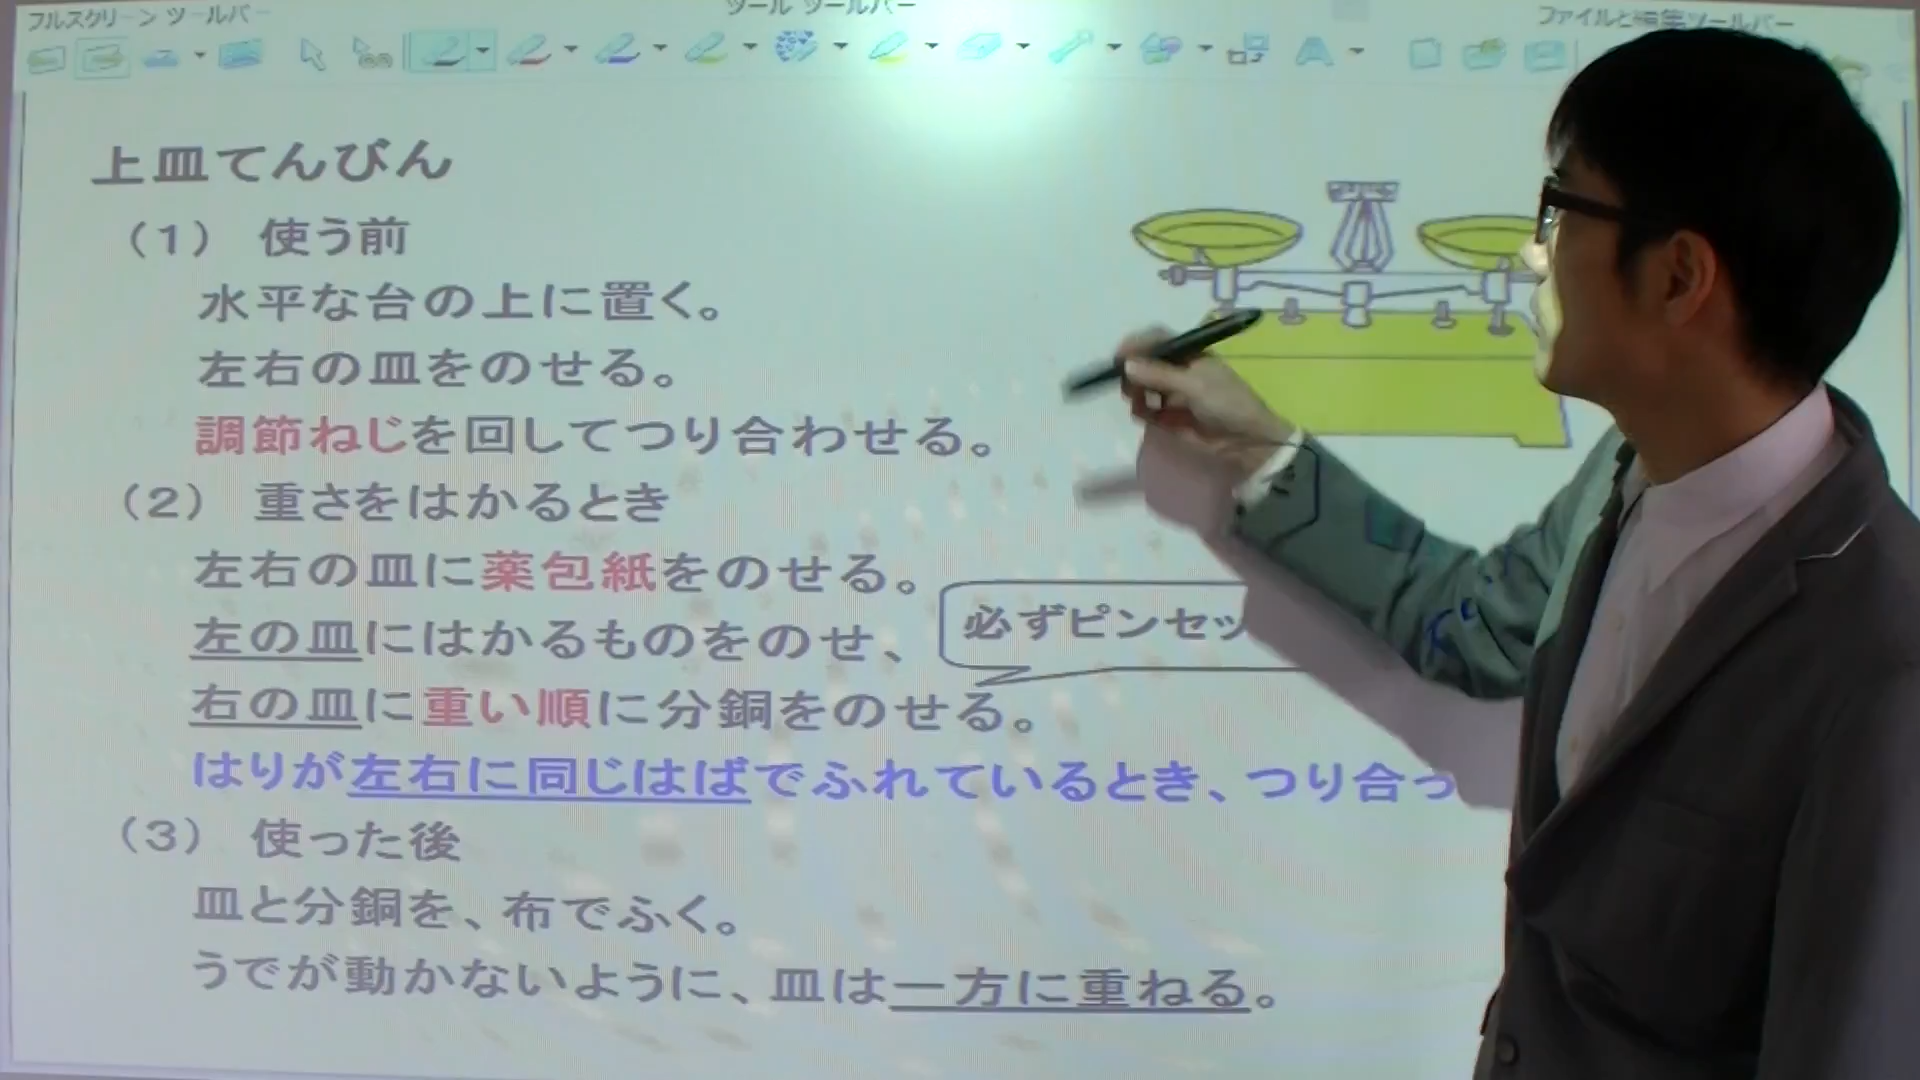 フルスクリーン ツールバー
ツール ツールバー
ファイルと編集ツールバー
上皿てんびん
（1） 使う前
水平な台の上に置く。
左右の皿をのせる。
調節ねじを回してつり合わせる。
（2） 重さをはかるとき
左右の皿に薬包紙をのせる。
左の皿にはかるものをのせ、
必ずピンセッ
右の皿に重い順に分銅をのせる。
はりが左右に同じはばでふれているとき、つり合っ
（3） 使った後
皿と分銅を、布でふく。
うでが動かないように、皿は一方に重ねる。